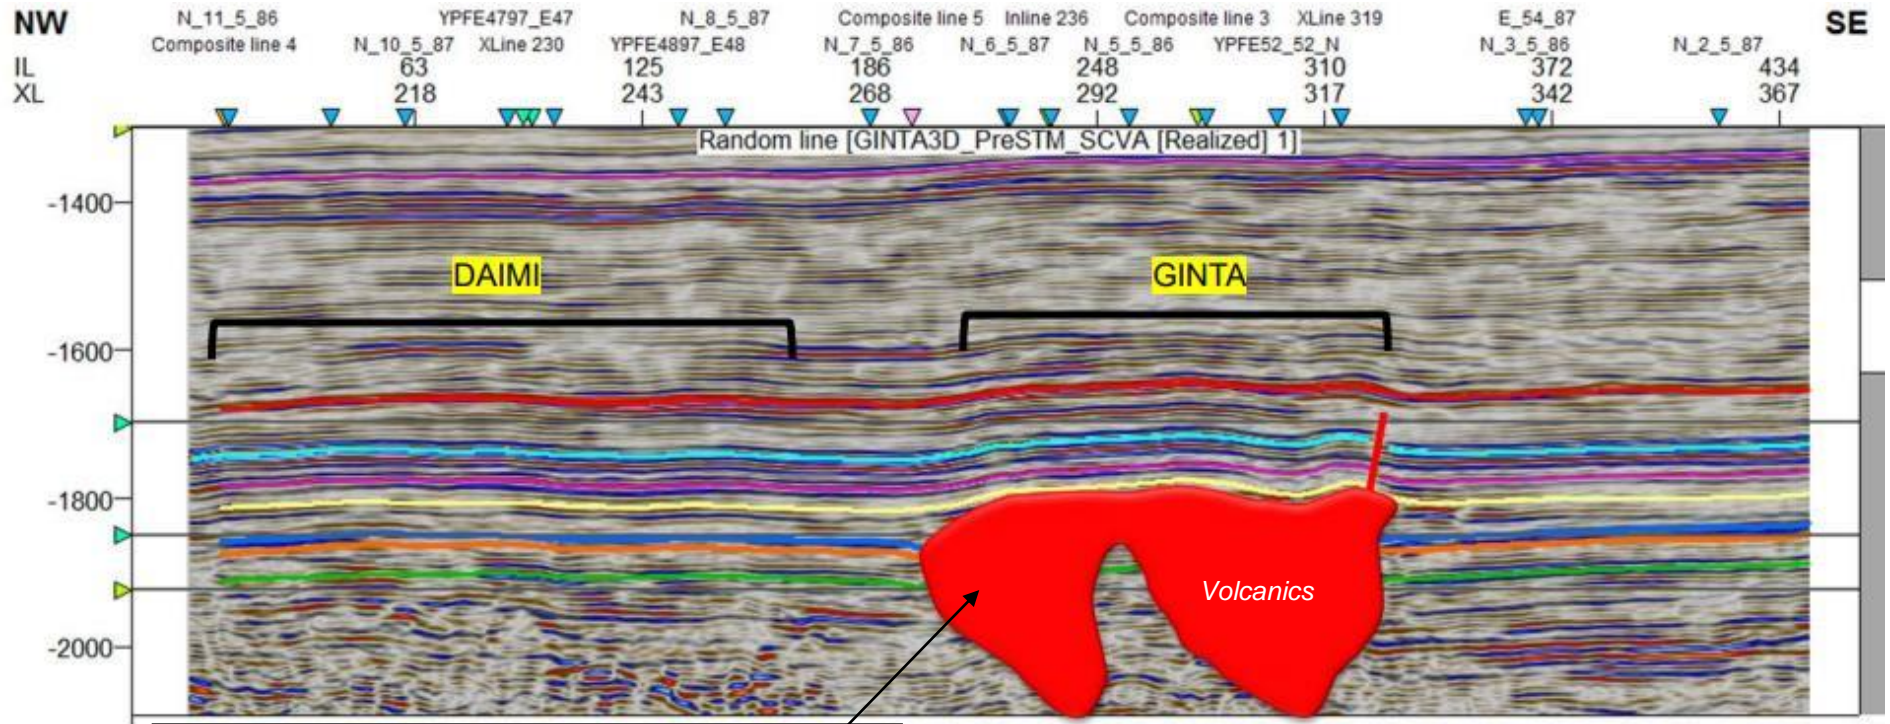 NW
N_11_5_86 YPFE4797_E47 N_8_5_87 Composite line 5 Inline 236 Composite line 3 XLine 319 E_54_87
SE
Composite line 4 N_10_5_87 XLine 230 YPFE4897_E48 N_7_5_86 N_6_5_87 N_5_5_86 YPFE52_52_N N_3_5_86 N_2_5_87
IL 63 125 186 248 310 372 434
XL 218 243 268 292 317 342 367
Random line [GINTA3D_PreSTM_SCVA [Realized] 1]
-1400
DAIMI GINTA
-1600
-1800
Volcanics
-2000